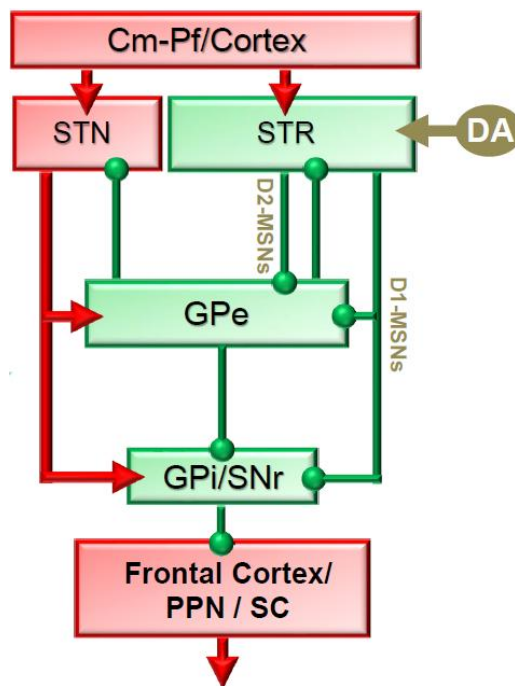 Cm-Pf/Cortex
STN
STR
DA
D2-MSNs
D1-MSNs
GPe
GPi/SNr
Frontal Cortex/
PPN / SC